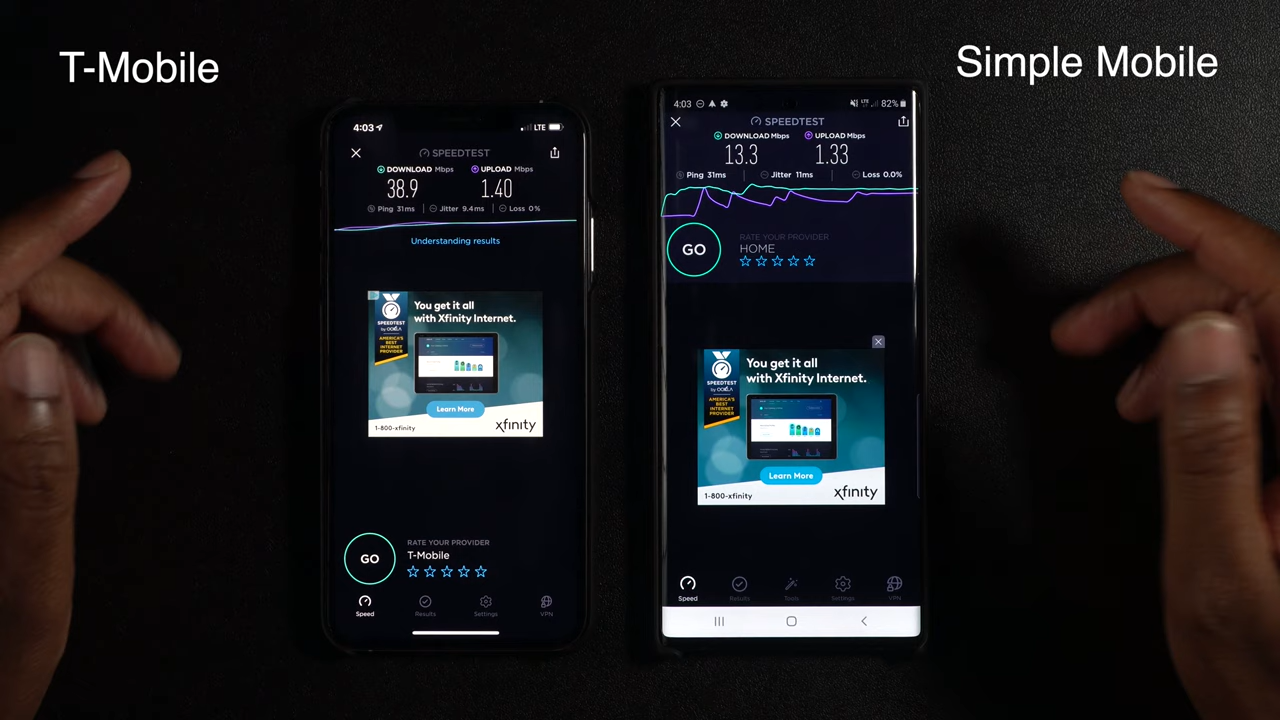 T-Mobile
Simple Mobile
4:03
LTE
SPEEDTEST
DOWNLOAD Mbps
UPLOAD Mbps
38.9
1.40
Ping 31ms
Jitter 9.4ms
Loss 0%
Understanding results
SPEEDTEST
BY OOKLA
AMERICA'S
BEST
INTERNET
PROVIDER
You get it all
with Xfinity Internet.
Learn More
1-800-xfinity
xfinity
GO
RATE YOUR PROVIDER
T-Mobile
Speed
Results
Settings
VPN
4:03
LTE
82%
SPEEDTEST
DOWNLOAD Mbps
UPLOAD Mbps
13.3
1.33
Ping 31ms
Jitter 11ms
Loss 0.0%
GO
RATE YOUR PROVIDER
HOME
SPEEDTEST
BY OOKLA
AMERICA'S
BEST
INTERNET
PROVIDER
You get it all
with Xfinity Internet.
Learn More
1-800-xfinity
xfinity
Speed
Results
Tools
Settings
VPN